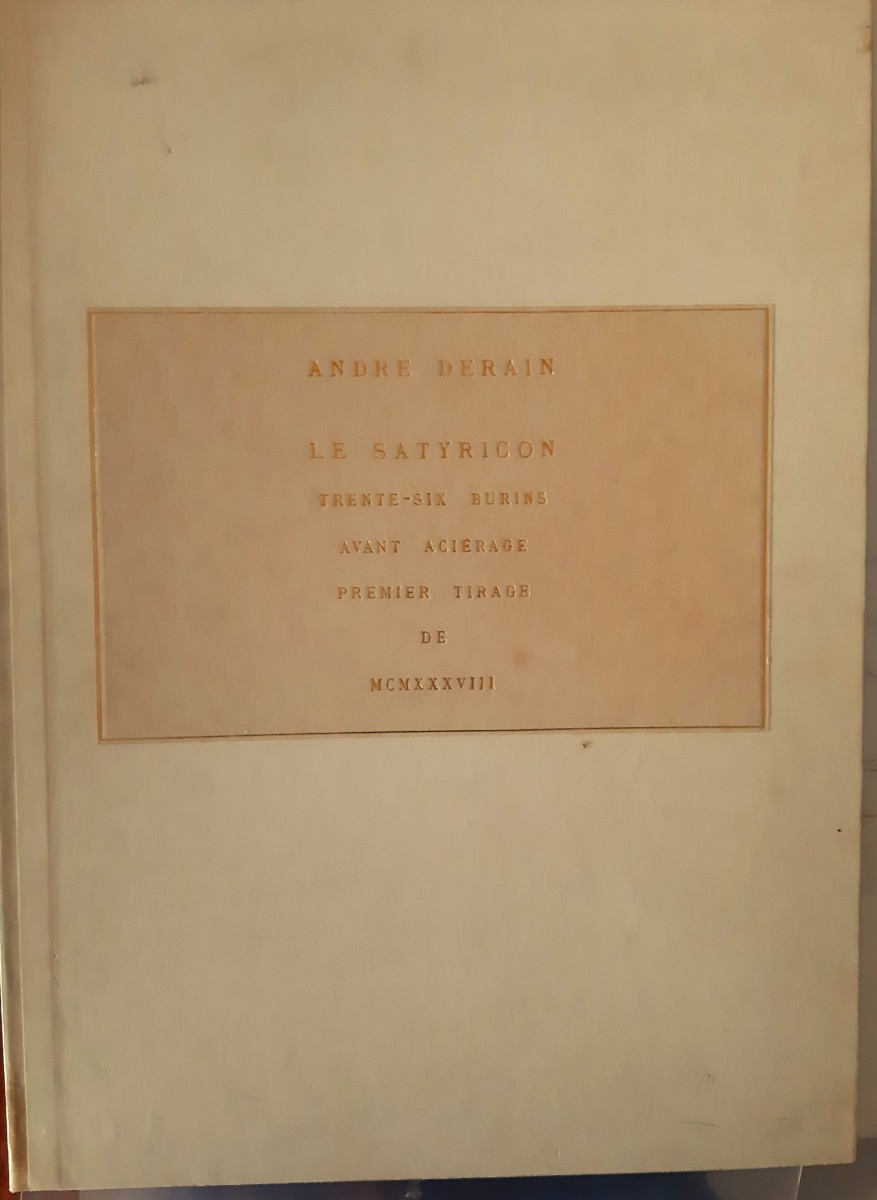 ANDRE DERAIN
LE SATYRICON
TRENTE-SIX BURINS
AVANT ACIÉRAGE
PREMIER TIRAGE
DE
MCMXXXVIII